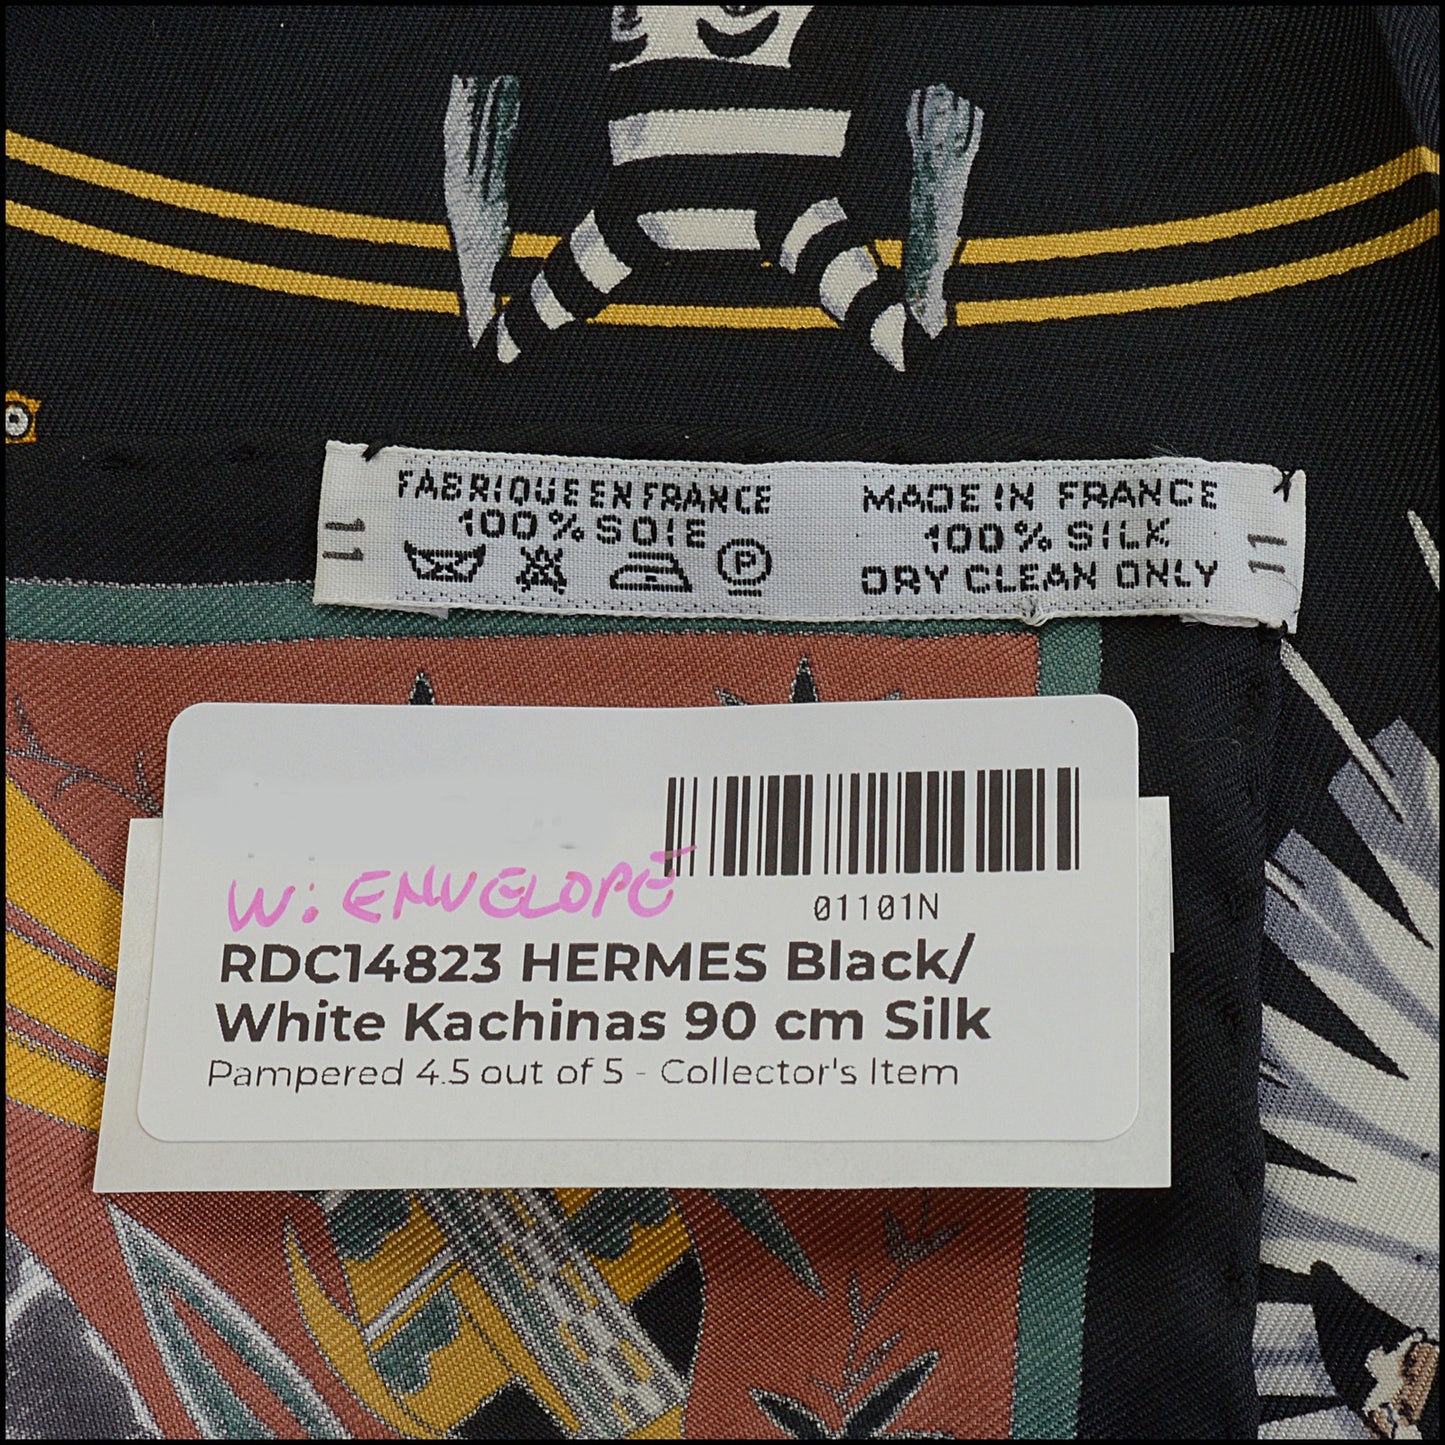 FABRIQUE EN FRANCE
100% SOIE
P
11
MADE IN FRANCE
100% SILK
DRY CLEAN ONLY
11
W: ENVELOPE
01101N
RDC14823 HERMES Black/
White Kachinas 90 cm Silk
Pampered 4.5 out of 5 - Collector's Item